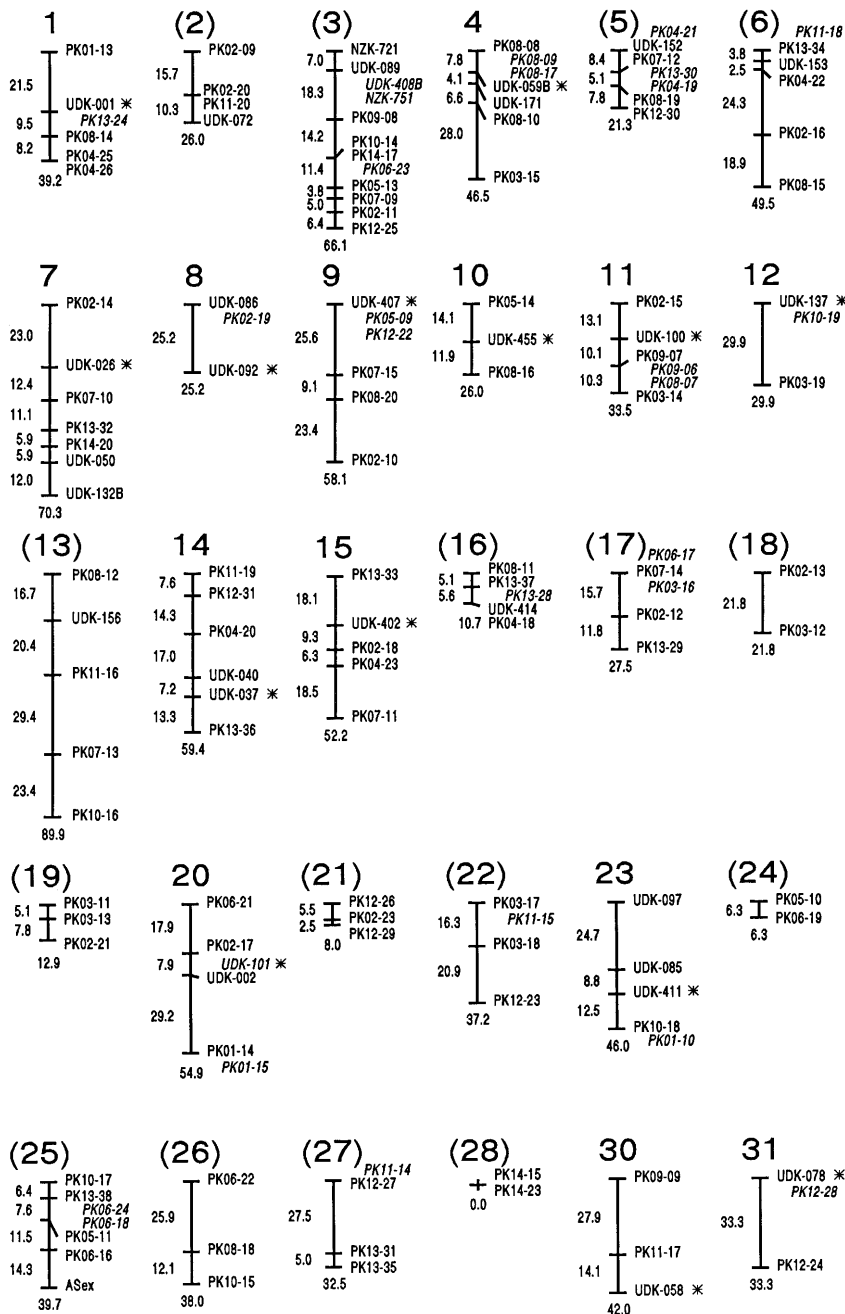 1
PK01-13
21.5
UDK-001 *
9.5
PK13-24
PK08-14
8.2
PK04-25
PK04-26
39.2
(2)
PK02-09
15.7
PK02-20
PK11-20
10.3
UDK-072
26.0
(3)
NZK-721
7.0
UDK-089
UDK-408B
18.3
NZK-751
PK09-08
14.2
PK10-14
PK14-17
11.4
PK06-23
PK05-13
3.8
PK07-09
5.0
PK02-11
6.4
PK12-25
66.1
4
PK08-08
7.8
PK08-09
PK08-17
4.1
UDK-059B *
6.6
UDK-171
PK08-10
28.0
PK03-15
46.5
(5)
PK04-21
UDK-152
8.4
PK07-12
PK13-30
5.1
PK04-19
7.8
PK08-19
PK12-30
21.3
(6)
PK11-18
PK13-34
3.8
UDK-153
2.5
PK04-22
24.3
PK02-16
18.9
PK08-15
49.5
7
PK02-14
23.0
UDK-026 *
12.4
PK07-10
11.1
PK13-32
5.9
PK14-20
5.9
UDK-050
12.0
UDK-132B
70.3
8
UDK-086
PK02-19
25.2
UDK-092 *
25.2
9
UDK-407 *
PK05-09
25.6
PK12-22
PK07-15
9.1
PK08-20
23.4
PK02-10
58.1
10
PK05-14
14.1
UDK-455 *
11.9
PK08-16
26.0
11
PK02-15
13.1
UDK-100 *
10.1
PK09-07
PK09-06
10.3
PK08-07
PK03-14
33.5
12
UDK-137 *
PK10-19
29.9
PK03-19
29.9
(13)
PK08-12
16.7
UDK-156
20.4
PK11-16
29.4
PK07-13
23.4
PK10-16
89.9
14
PK11-19
7.6
PK12-31
14.3
PK04-20
17.0
UDK-040
7.2
UDK-037 *
13.3
PK13-36
59.4
15
PK13-33
18.1
UDK-402 *
9.3
PK02-18
6.3
PK04-23
18.5
PK07-11
52.2
(16)
PK08-11
5.1
PK13-37
5.6
PK13-28
UDK-414
10.7 PK04-18
(17)
PK06-17
PK07-14
15.7
PK03-16
PK02-12
11.8
PK13-29
27.5
(18)
PK02-13
21.8
PK03-12
21.8
(19)
PK03-11
5.1
PK03-13
7.8
PK02-21
12.9
20
PK06-21
17.9
PK02-17
7.9
UDK-101 *
UDK-002
29.2
PK01-14
54.9
PK01-15
(21)
PK12-26
5.5
PK02-23
2.5
PK12-29
8.0
(22)
PK03-17
PK11-15
16.3
PK03-18
20.9
PK12-23
37.2
23
UDK-097
24.7
UDK-085
8.8
UDK-411 *
12.5
PK10-18
46.0 PK01-10
(24)
PK05-10
6.3
PK06-19
6.3
(25)
PK10-17
6.4
PK13-38
7.6
PK06-24
PK06-18
11.5
PK05-11
PK06-16
14.3
ASex
39.7
(26)
PK06-22
25.9
PK08-18
12.1
PK10-15
38.0
(27)
PK11-14
PK12-27
27.5
PK13-31
5.0
PK13-35
32.5
(28)
PK14-15
PK14-23
0.0
30
PK09-09
27.9
PK11-17
14.1
UDK-058 *
42.0
31
UDK-078 *
PK12-28
33.3
PK12-24
33.3